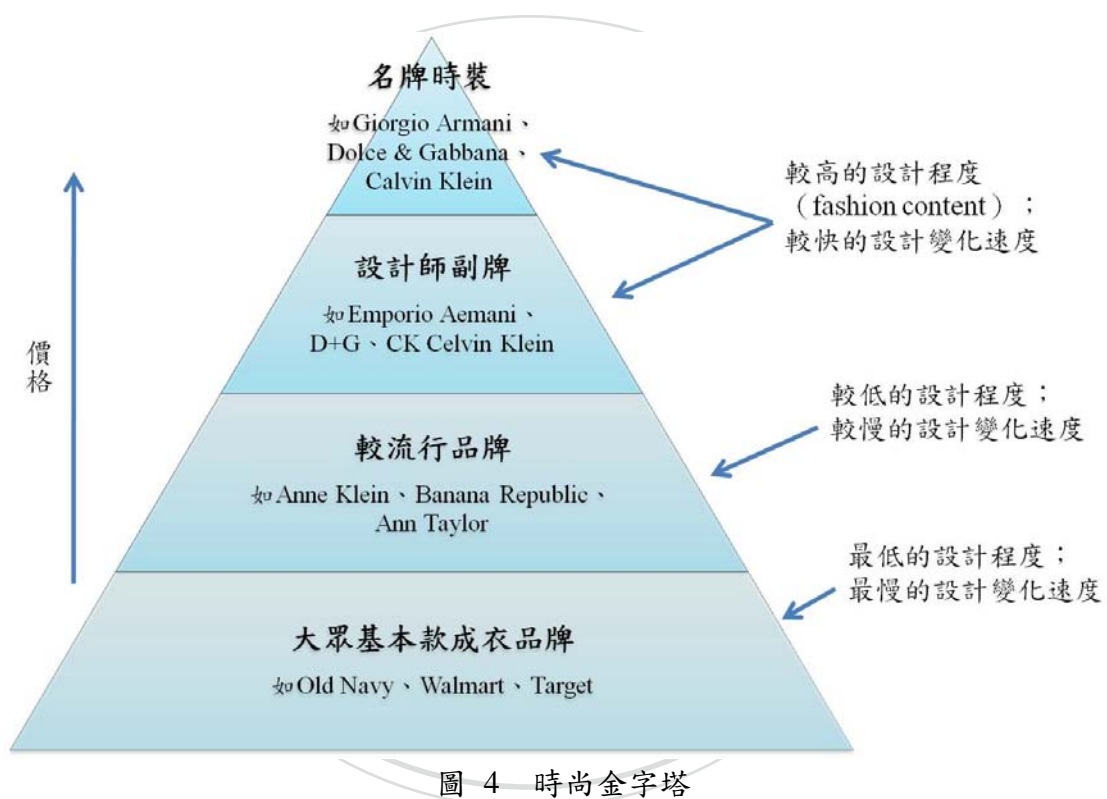 名牌時裝
如Giorgio Armani、
Dolce & Gabbana、
Calvin Klein
較高的設計程度
（fashion content）；
較快的設計變化速度
設計師副牌
如Emporio Aemani、
D+G、CK Celvin Klein
價格
較流行品牌
如Anne Klein、Banana Republic、
Ann Taylor
較低的設計程度；
較慢的設計變化速度
大眾基本款成衣品牌
如Old Navy、Walmart、Target
最低的設計程度；
最慢的設計變化速度
圖 4 時尚金字塔